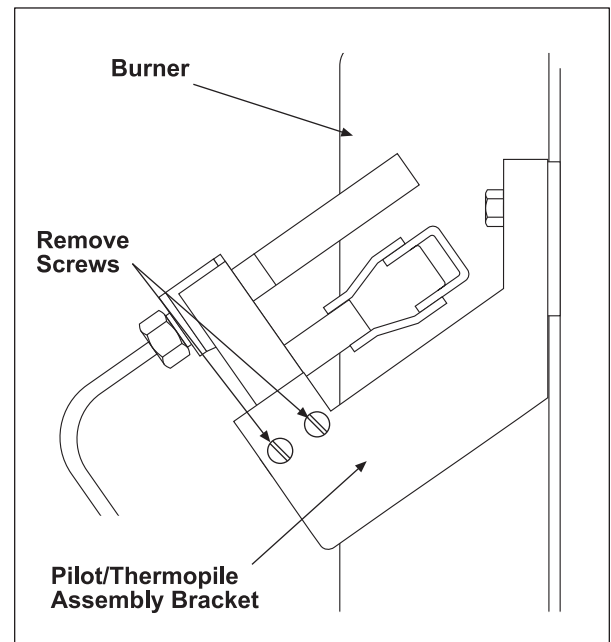 Burner
Remove
Screws
Pilot/Thermopile
Assembly Bracket